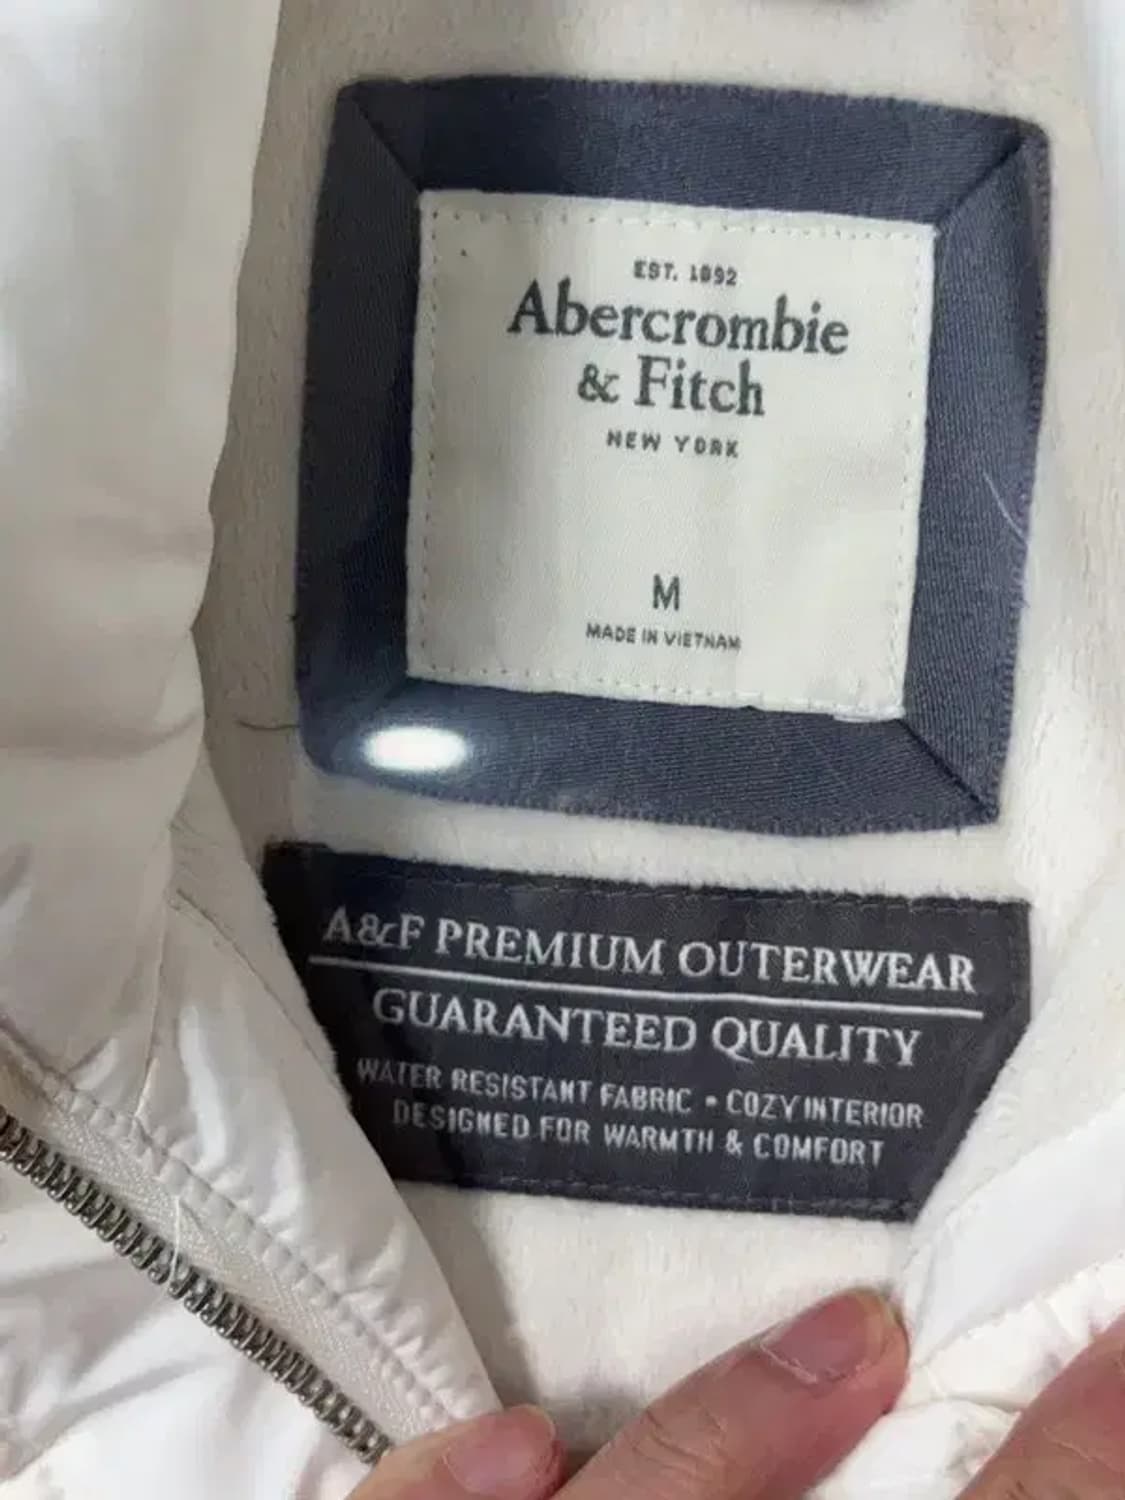 EST. 1892
Abercrombie
& Fitch
NEW YORK
M
MADE IN VIETNAM
A&F PREMIUM OUTERWEAR
GUARANTEED QUALITY
WATER RESISTANT FABRIC • COZY INTERIOR
DESIGNED FOR WARMTH & COMFORT